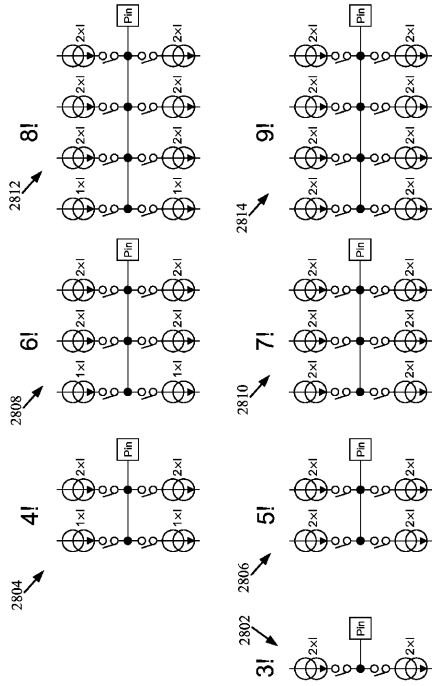 2804
4!
1×I 2×I
Pin
1×I 2×I
2808
6!
1×I 2×I 2×I
Pin
1×I 2×I 2×I
2812
8!
1×I 2×I 2×I 2×I
Pin
1×I 2×I 2×I 2×I
2802
3!
2×I
Pin
2×I
2806
5!
2×I 2×I
Pin
2×I 2×I
2810
7!
2×I 2×I 2×I
Pin
2×I 2×I 2×I
2814
9!
2×I 2×I 2×I 2×I
Pin
2×I 2×I 2×I 2×I